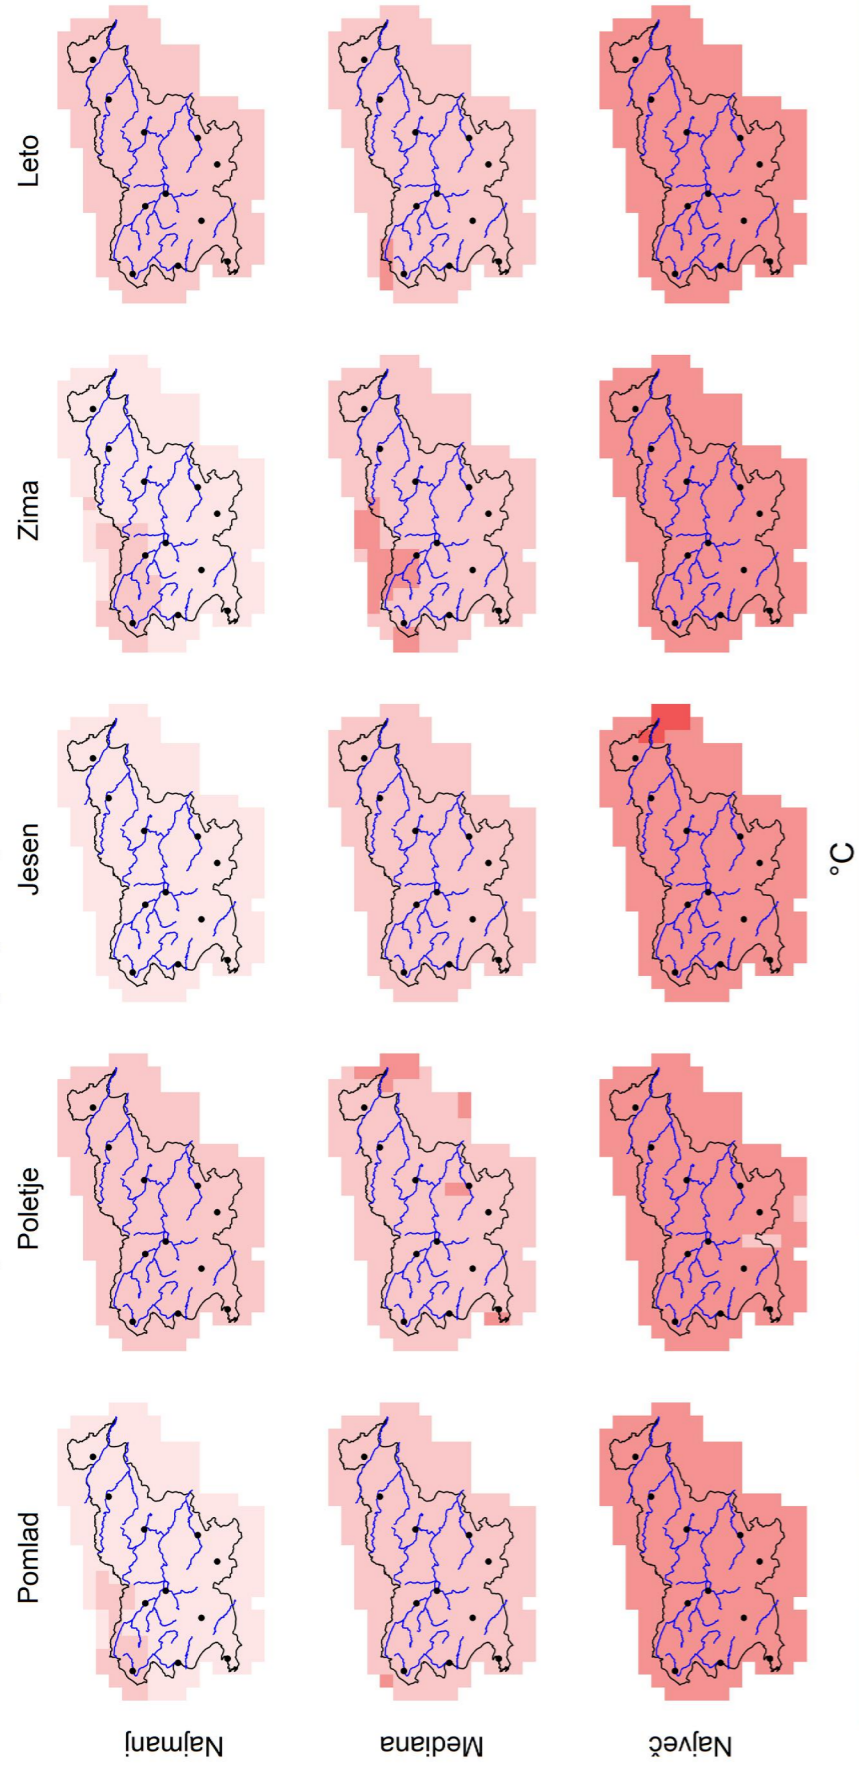 Pomlad
Poletje
Jesen
Zima
Leto
Najmanj
Mediana
Največ
°C